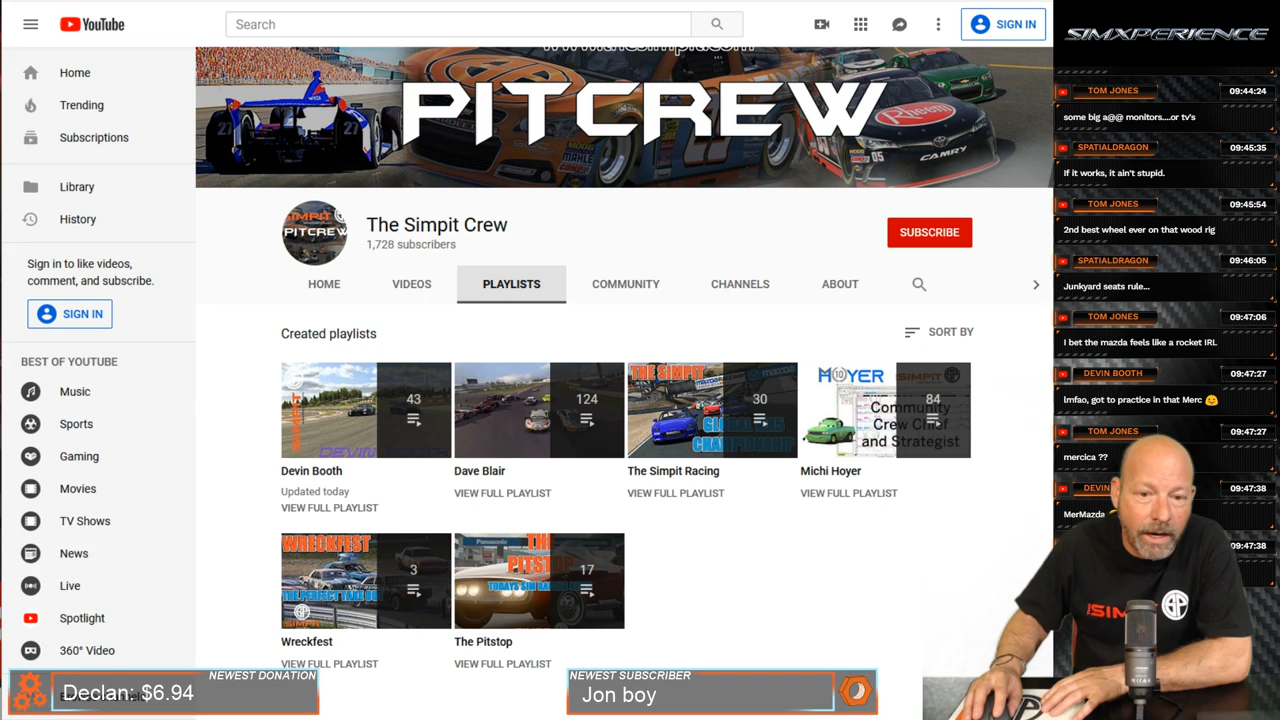 YouTube
Search
SIGN IN
SIMXPERIENCE
Home
Trending
Subscriptions
Library
History
Sign in to like videos,
comment, and subscribe.
SIGN IN
BEST OF YOUTUBE
Music
Sports
Gaming
Movies
TV Shows
News
Live
Spotlight
360° Video
PITCREW
The Simpit Crew
1,728 subscribers
SUBSCRIBE
HOME
VIDEOS
PLAYLISTS
COMMUNITY
CHANNELS
ABOUT
Created playlists
SORT BY
43
124
THE SIMPIT
30
HOYER
84
Community
Crew Chief
and Strategist
Devin Booth
Updated today
VIEW FULL PLAYLIST
Dave Blair
VIEW FULL PLAYLIST
The Simpit Racing
VIEW FULL PLAYLIST
Michi Hoyer
VIEW FULL PLAYLIST
WRECKFEST
3
17
Wreckfest
VIEW FULL PLAYLIST
The Pitstop
VIEW FULL PLAYLIST
TOM JONES 09:44:24
some big a@@ monitors....or tv's
SPATIALDRAGON 09:45:35
If it works, it ain't stupid.
TOM JONES 09:45:54
2nd best wheel ever on that wood rig
SPATIALDRAGON 09:46:05
Junkyard seats rule...
TOM JONES 09:47:06
I bet the mazda feels like a rocket IRL
DEVIN BOOTH 09:47:27
lmfao, got to practice in that Merc
TOM JONES 09:47:27
mercica ??
DEVIN 09:47:38
MerMazda
09:47:38
NEWEST DONATION
Declan: $6.94
NEWEST SUBSCRIBER
Jon boy